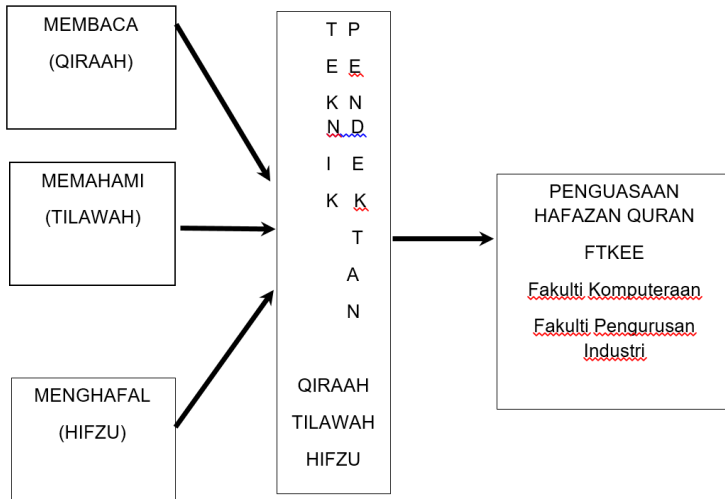 MEMBACA
(QIRAAH)
MEMAHAMI
(TILAWAH)
MENGHAFAL
(HIFZU)
T P
E E
K N
N D
I E
K K
T
A
N
QIRAAH
TILAWAH
HIFZU
PENGUASAAN
HAFAZAN QURAN
FTKEE
Fakulti Komputeraan
Fakulti Pengurusan
Industri